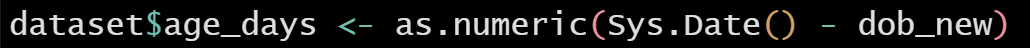 dataset$age_days <- as.numeric(Sys.Date() - dob_new)